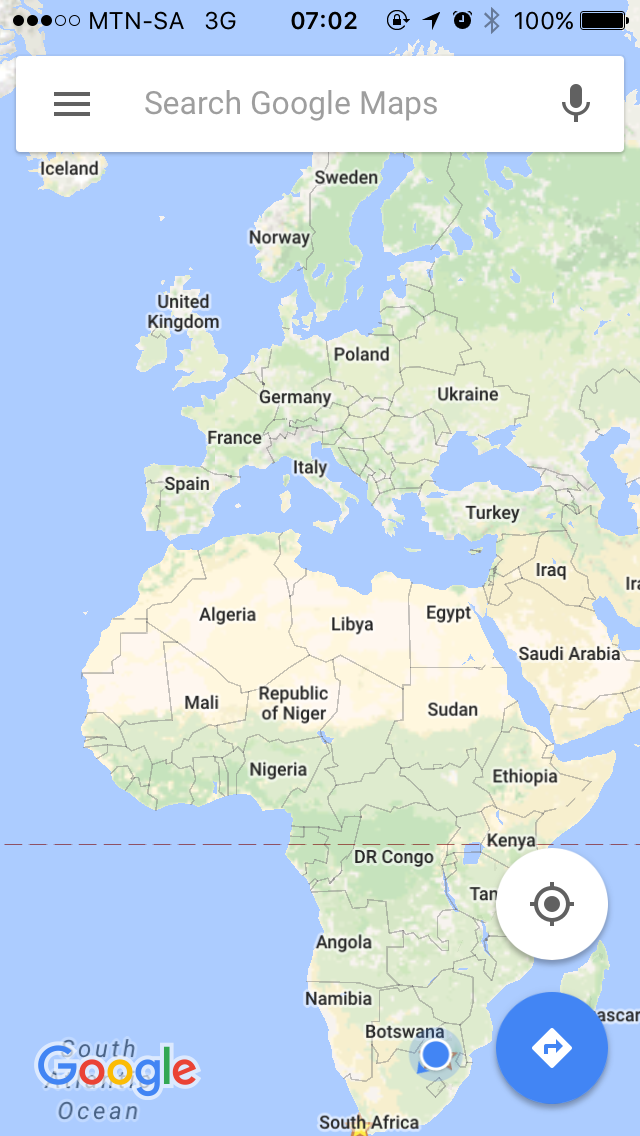 MTN-SA 3G 07:02 100%
Search Google Maps
Iceland
Sweden
Norway
United
Kingdom
Poland
Germany
Ukraine
France
Italy
Spain
Turkey
Iraq
Ira
Algeria
Libya
Egypt
Saudi Arabia
Mali
Republic
of Niger
Sudan
Nigeria
Ethiopia
Kenya
DR Congo
Tan
Angola
Namibia
ascar
Botswana
South
Atlantic
Google
Ocean
South Africa